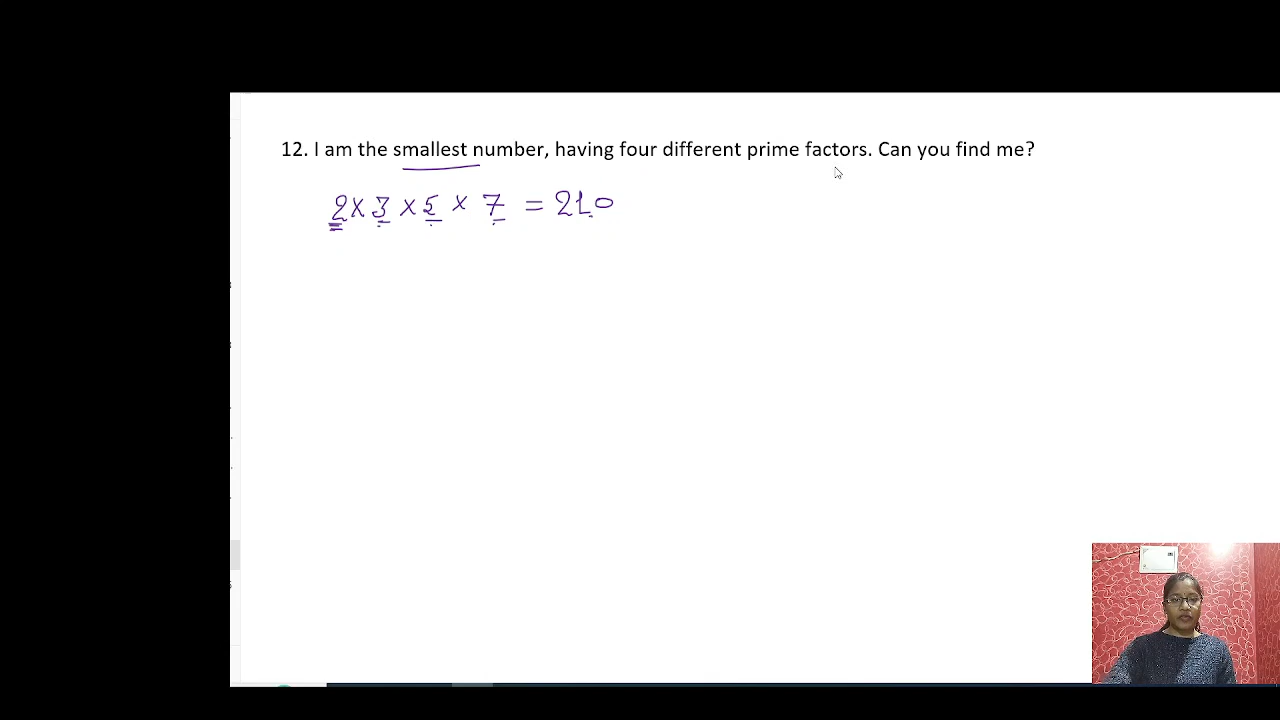 12. I am the smallest number, having four different prime factors. Can you find me?
2 × 3 × 5 × 7 = 210